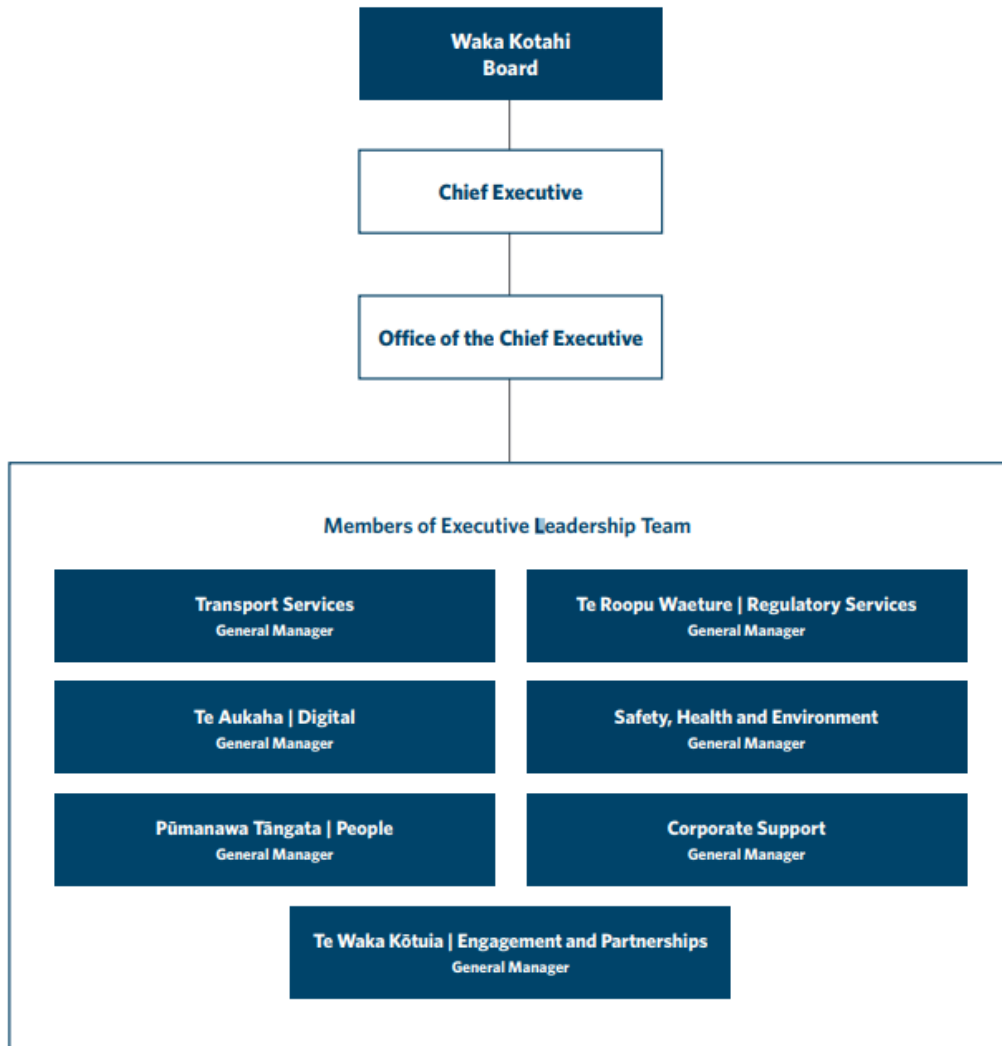 Waka Kotahi
Board
Chief Executive
Office of the Chief Executive
Members of Executive Leadership Team
Transport Services
General Manager
Te Roopu Waeture | Regulatory Services
General Manager
Te Aukaha | Digital
General Manager
Safety, Health and Environment
General Manager
Pūmanawa Tāngata | People
General Manager
Corporate Support
General Manager
Te Waka Kōtuia | Engagement and Partnerships
General Manager